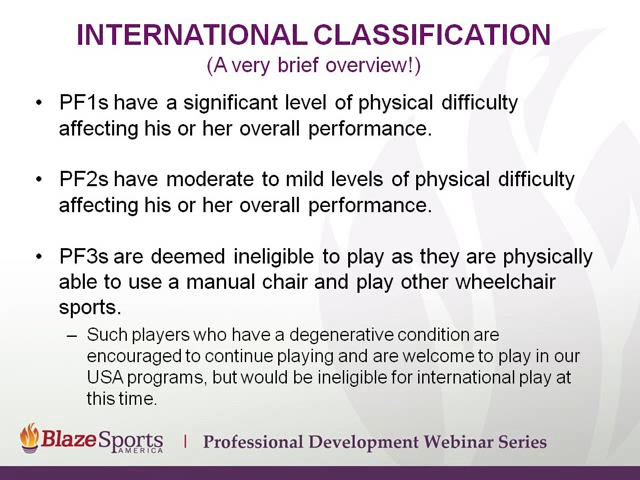 INTERNATIONAL CLASSIFICATION
(A very brief overview!)
• PF1s have a significant level of physical difficulty
affecting his or her overall performance.
• PF2s have moderate to mild levels of physical difficulty
affecting his or her overall performance.
• PF3s are deemed ineligible to play as they are physically
able to use a manual chair and play other wheelchair
sports.
– Such players who have a degenerative condition are
encouraged to continue playing and are welcome to play in our
USA programs, but would be ineligible for international play at
this time.
BlazeSports | Professional Development Webinar Series
AMERICA